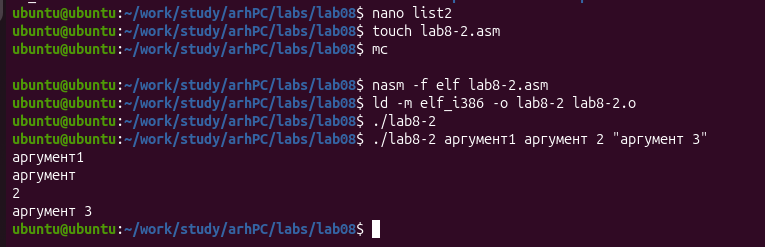 ubuntu@ubuntu:~/work/study/arhPC/labs/lab08$ nano list2
ubuntu@ubuntu:~/work/study/arhPC/labs/lab08$ touch lab8-2.asm
ubuntu@ubuntu:~/work/study/arhPC/labs/lab08$ mc
ubuntu@ubuntu:~/work/study/arhPC/labs/lab08$ nasm -f elf lab8-2.asm
ubuntu@ubuntu:~/work/study/arhPC/labs/lab08$ ld -m elf_i386 -o lab8-2 lab8-2.o
ubuntu@ubuntu:~/work/study/arhPC/labs/lab08$ ./lab8-2
ubuntu@ubuntu:~/work/study/arhPC/labs/lab08$ ./lab8-2 аргумент1 аргумент 2 "аргумент 3"
аргумент1
аргумент
2
аргумент 3
ubuntu@ubuntu:~/work/study/arhPC/labs/lab08$